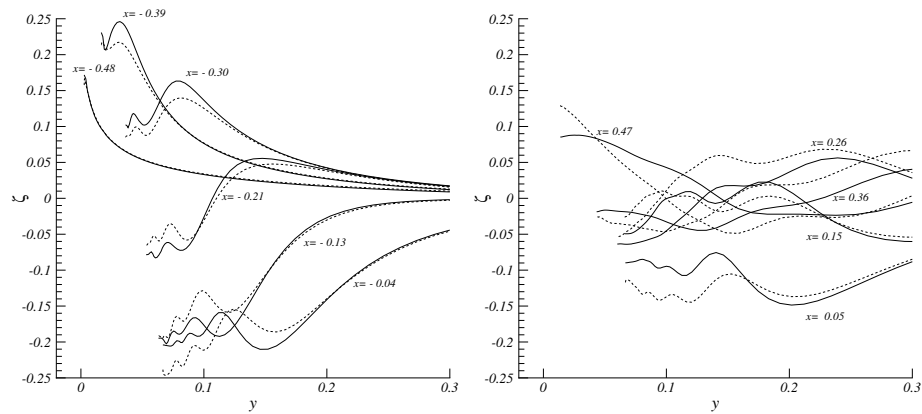 0.25
0.2
0.15
0.1
0.05
0
-0.05
-0.1
-0.15
-0.2
-0.25
ζ
x= - 0.39
x= - 0.48
x= - 0.30
x= - 0.21
x= - 0.13
x= - 0.04
0 0.1 0.2 0.3
y
0.25
0.2
0.15
0.1
0.05
0
-0.05
-0.1
-0.15
-0.2
-0.25
ζ
x= 0.47
x= 0.26
x= 0.36
x= 0.15
x= 0.05
0 0.1 0.2 0.3
y